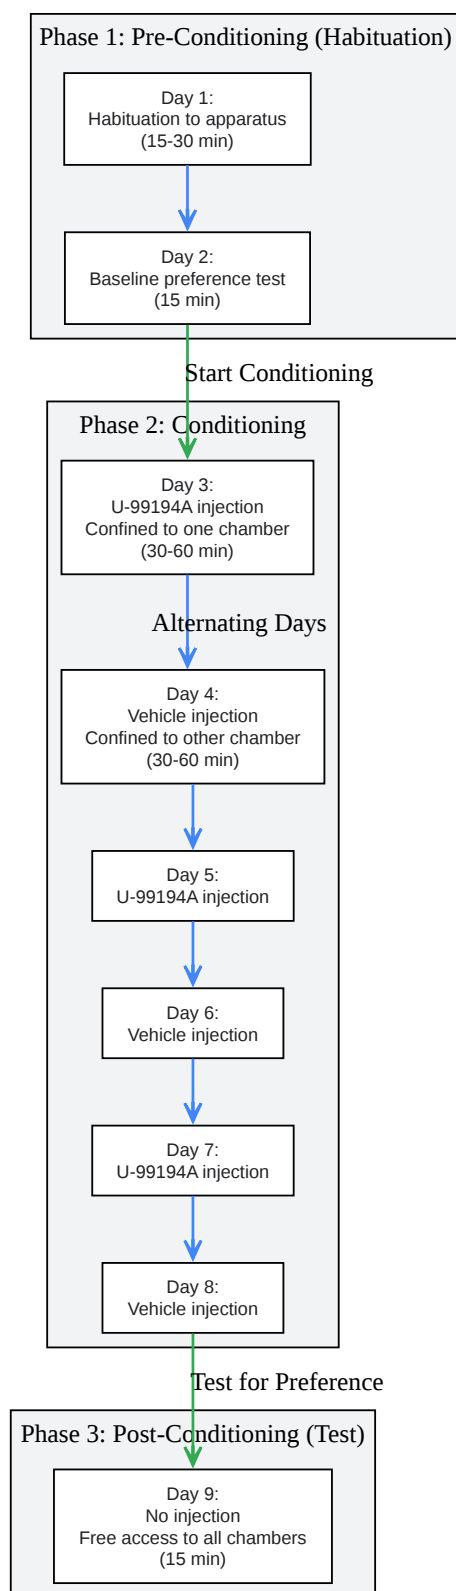 Phase 1: Pre-Conditioning (Habituation)
Day 1:
Habituation to apparatus
(15-30 min)
Day 2:
Baseline preference test
(15 min)
Start Conditioning
Phase 2: Conditioning
Day 3:
U-99194A injection
Confined to one chamber
(30-60 min)
Alternating Days
Day 4:
Vehicle injection
Confined to other chamber
(30-60 min)
Day 5:
U-99194A injection
Day 6:
Vehicle injection
Day 7:
U-99194A injection
Day 8:
Vehicle injection
Test for Preference
Phase 3: Post-Conditioning (Test)
Day 9:
No injection
Free access to all chambers
(15 min)